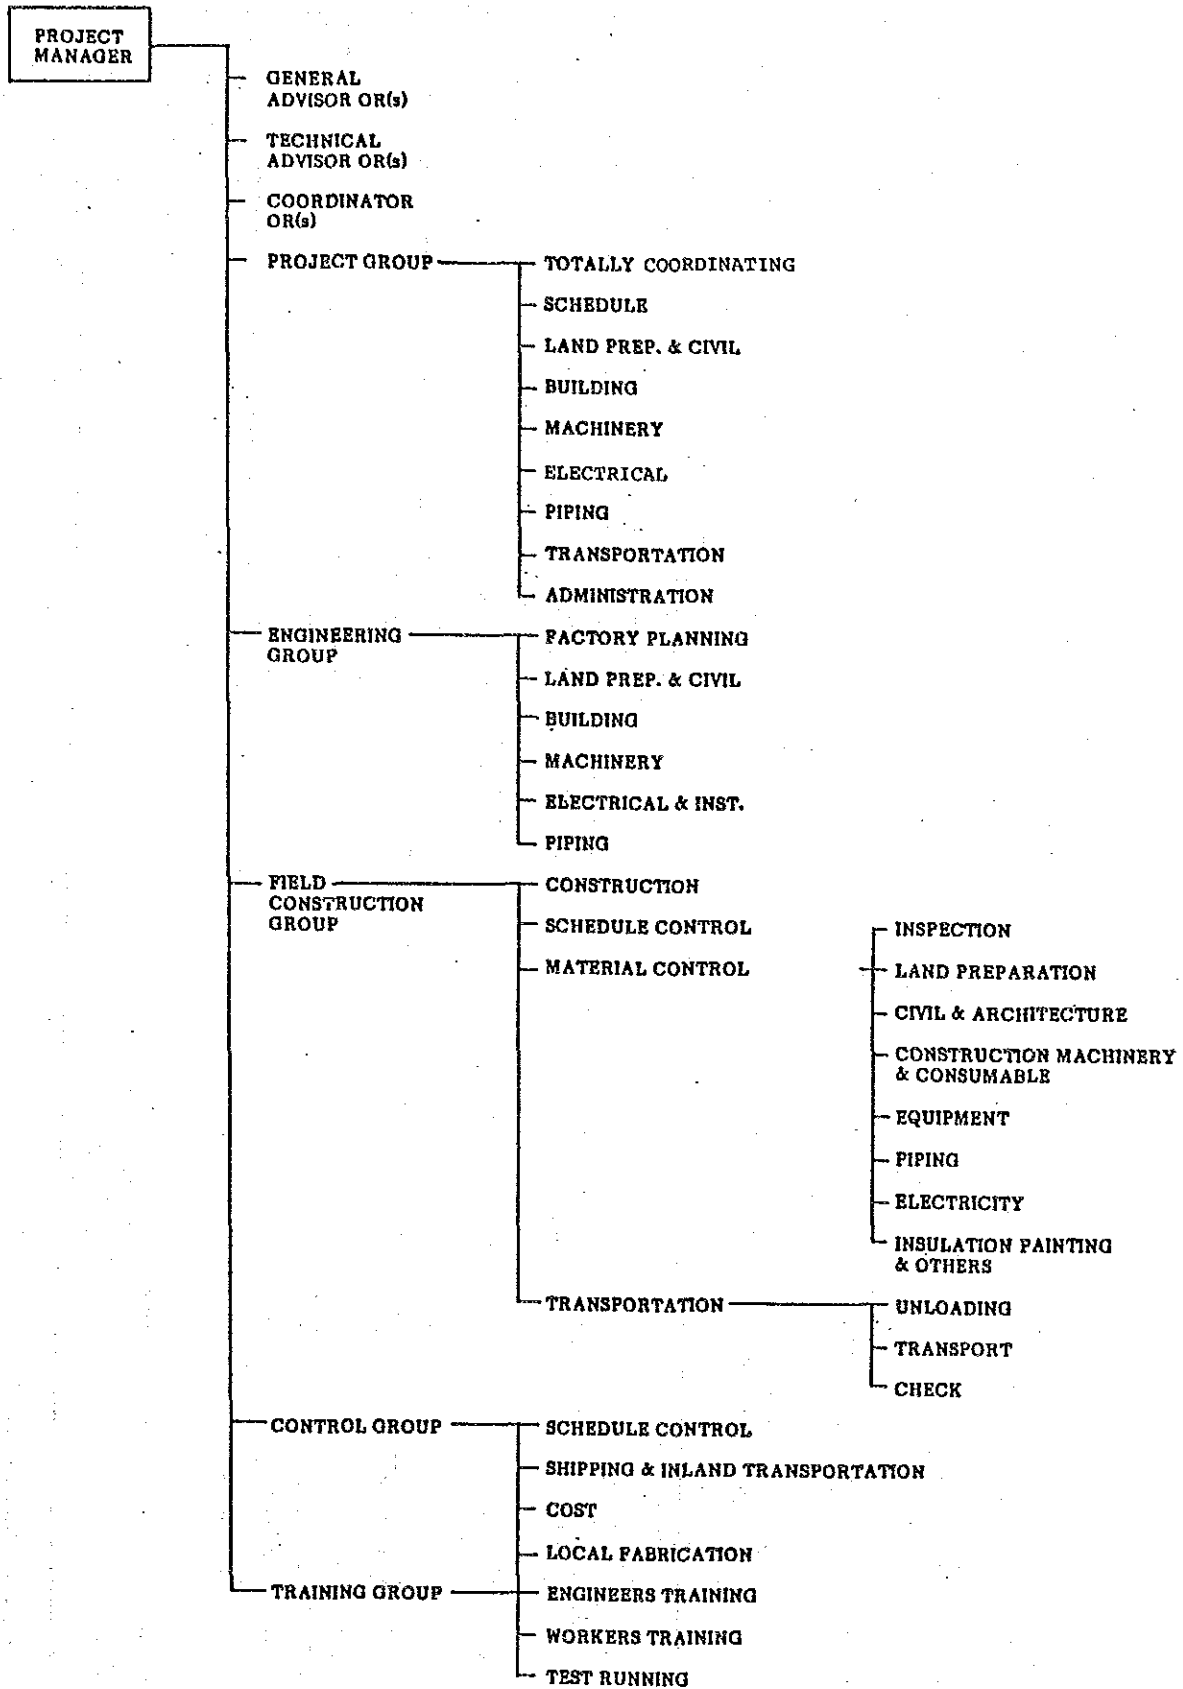 PROJECT
MANAGER
GENERAL
ADVISOR OR(s)
TECHNICAL
ADVISOR OR(s)
COORDINATOR
OR(s)
PROJECT GROUP
TOTALLY COORDINATING
SCHEDULE
LAND PREP. & CIVIL
BUILDING
MACHINERY
ELECTRICAL
PIPING
TRANSPORTATION
ADMINISTRATION
ENGINEERING
GROUP
FACTORY PLANNING
LAND PREP. & CIVIL
BUILDING
MACHINERY
ELECTRICAL & INST.
PIPING
FIELD
CONSTRUCTION
GROUP
CONSTRUCTION
SCHEDULE CONTROL
MATERIAL CONTROL
INSPECTION
LAND PREPARATION
CIVIL & ARCHITECTURE
CONSTRUCTION MACHINERY
& CONSUMABLE
EQUIPMENT
PIPING
ELECTRICITY
INSULATION PAINTING
& OTHERS
TRANSPORTATION
UNLOADING
TRANSPORT
CHECK
CONTROL GROUP
SCHEDULE CONTROL
SHIPPING & INLAND TRANSPORTATION
COST
LOCAL FABRICATION
TRAINING GROUP
ENGINEERS TRAINING
WORKERS TRAINING
TEST RUNNING